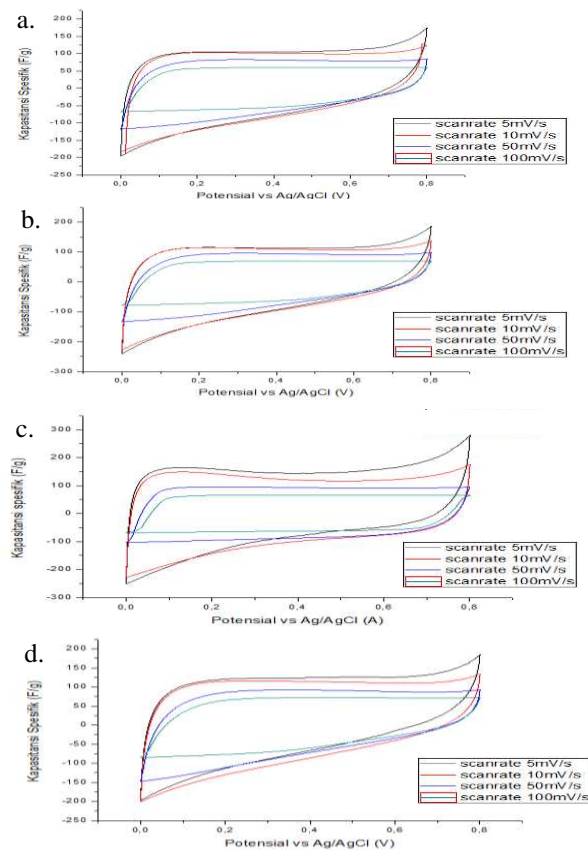 a.
200
150
100
50
0
-50
-100
-150
-200
-250
Kapasitansi Spesifik (F/g)
0,0 0,2 0,4 0,6 0,8
Potensial vs Ag/AgCl (V)
scanrate 5mV/s
scanrate 10mV/s
scanrate 50mV/s
scanrate 100mV/s
b.
200
100
0
-100
-200
-300
Kapasitansi Spesifik (F/g)
0,0 0,2 0,4 0,6 0,8
Potensial vs Ag/AgCl (V)
scanrate 5mV/s
scanrate 10mV/s
scanrate 50mV/s
scanrate 100mV/s
c.
300
200
100
0
-100
-200
-300
Kapasitansi spesifik (F/g)
0,0 0,2 0,4 0,6 0,8
Potensial vs Ag/AgCl (A)
scanrate 5mV/s
scanrate 10mV/s
scanrate 50mV/s
scanrate 100mV/s
d.
200
150
100
50
0
-50
-100
-150
-200
-250
Kapasitansi Spesifik (F/g)
0,0 0,2 0,4 0,6 0,8
Potensial vs Ag/AgCl (V)
scanrate 5mV/s
scanrate 10mV/s
scanrate 50mV/s
scanrate 100mV/s